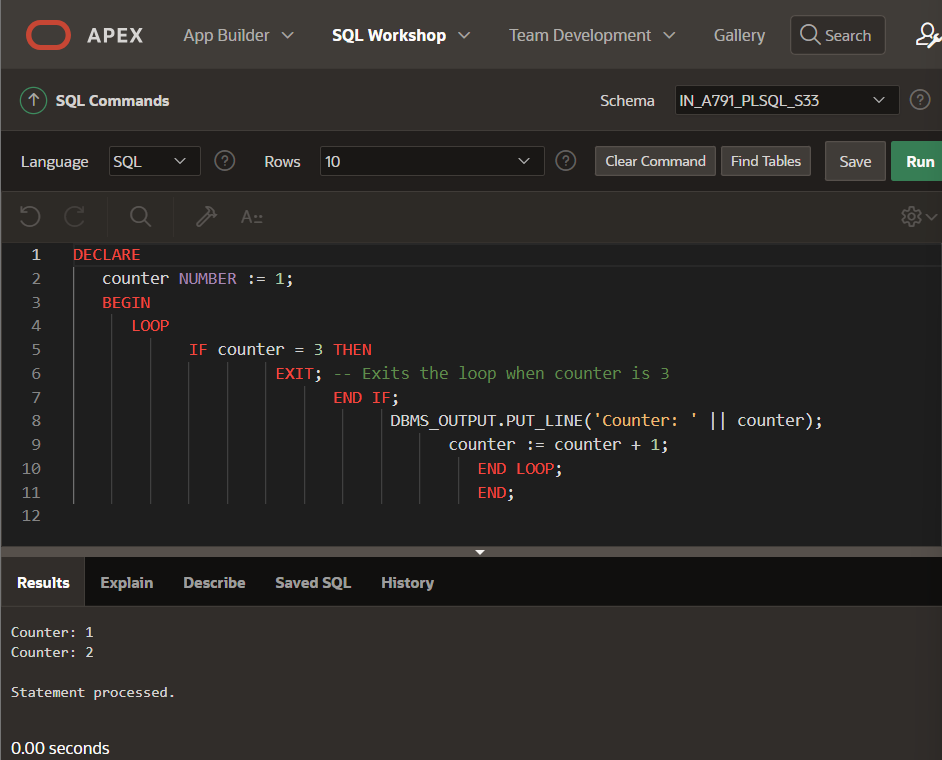 APEX App Builder SQL Workshop Team Development Gallery Search
SQL Commands Schema IN_A791_PLSQL_S33 ?
Language SQL ? Rows 10 ? Clear Command Find Tables Save Run
A::
1 DECLARE
2 counter NUMBER := 1;
3 BEGIN
4 LOOP
5 IF counter = 3 THEN
6 EXIT; -- Exits the loop when counter is 3
7 END IF;
8 DBMS_OUTPUT.PUT_LINE('Counter: ' || counter);
9 counter := counter + 1;
10 END LOOP;
11 END;
12
Results Explain Describe Saved SQL History
Counter: 1
Counter: 2
Statement processed.
0.00 seconds